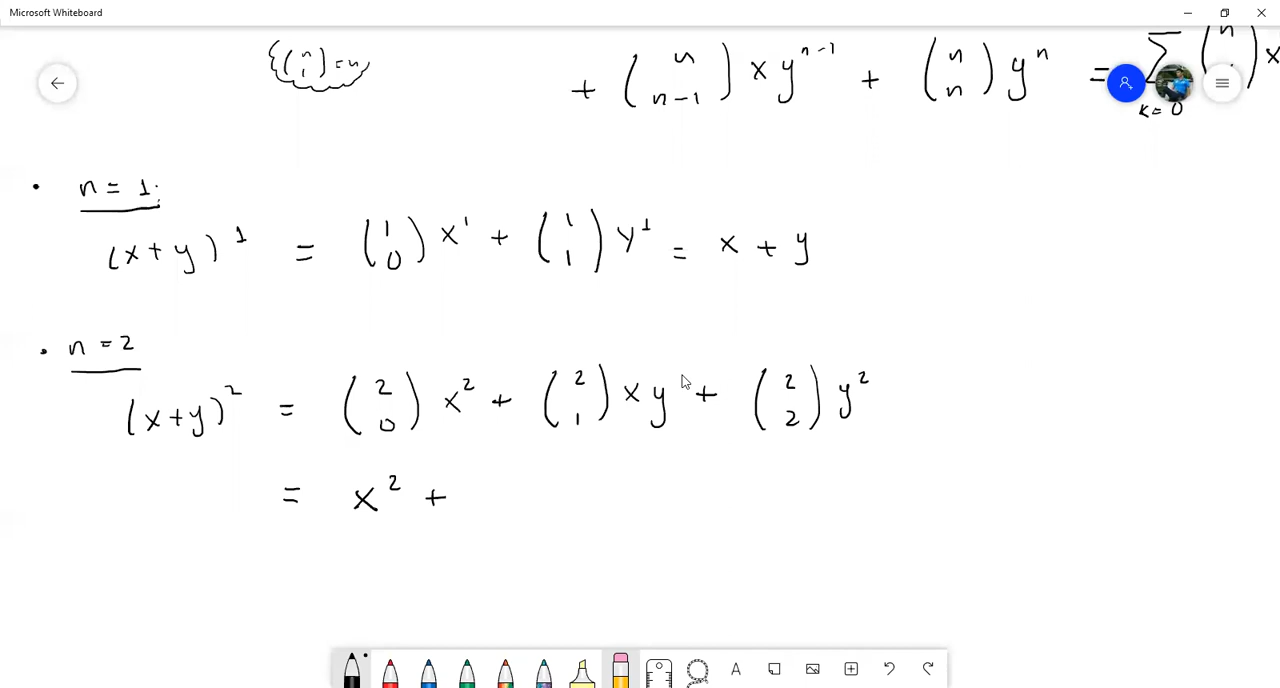 Microsoft Whiteboard
(n 1) = n
+ (n n-1) x y^{n-1} + (n n) y^n = Σ_{k=0} (n x
• n = 1:
(x + y)^1 = (1 0) x^1 + (1 1) y^1 = x + y
• n = 2
(x + y)^2 = (2 0) x^2 + (2 1) x y + (2 2) y^2
= x^2 +
A